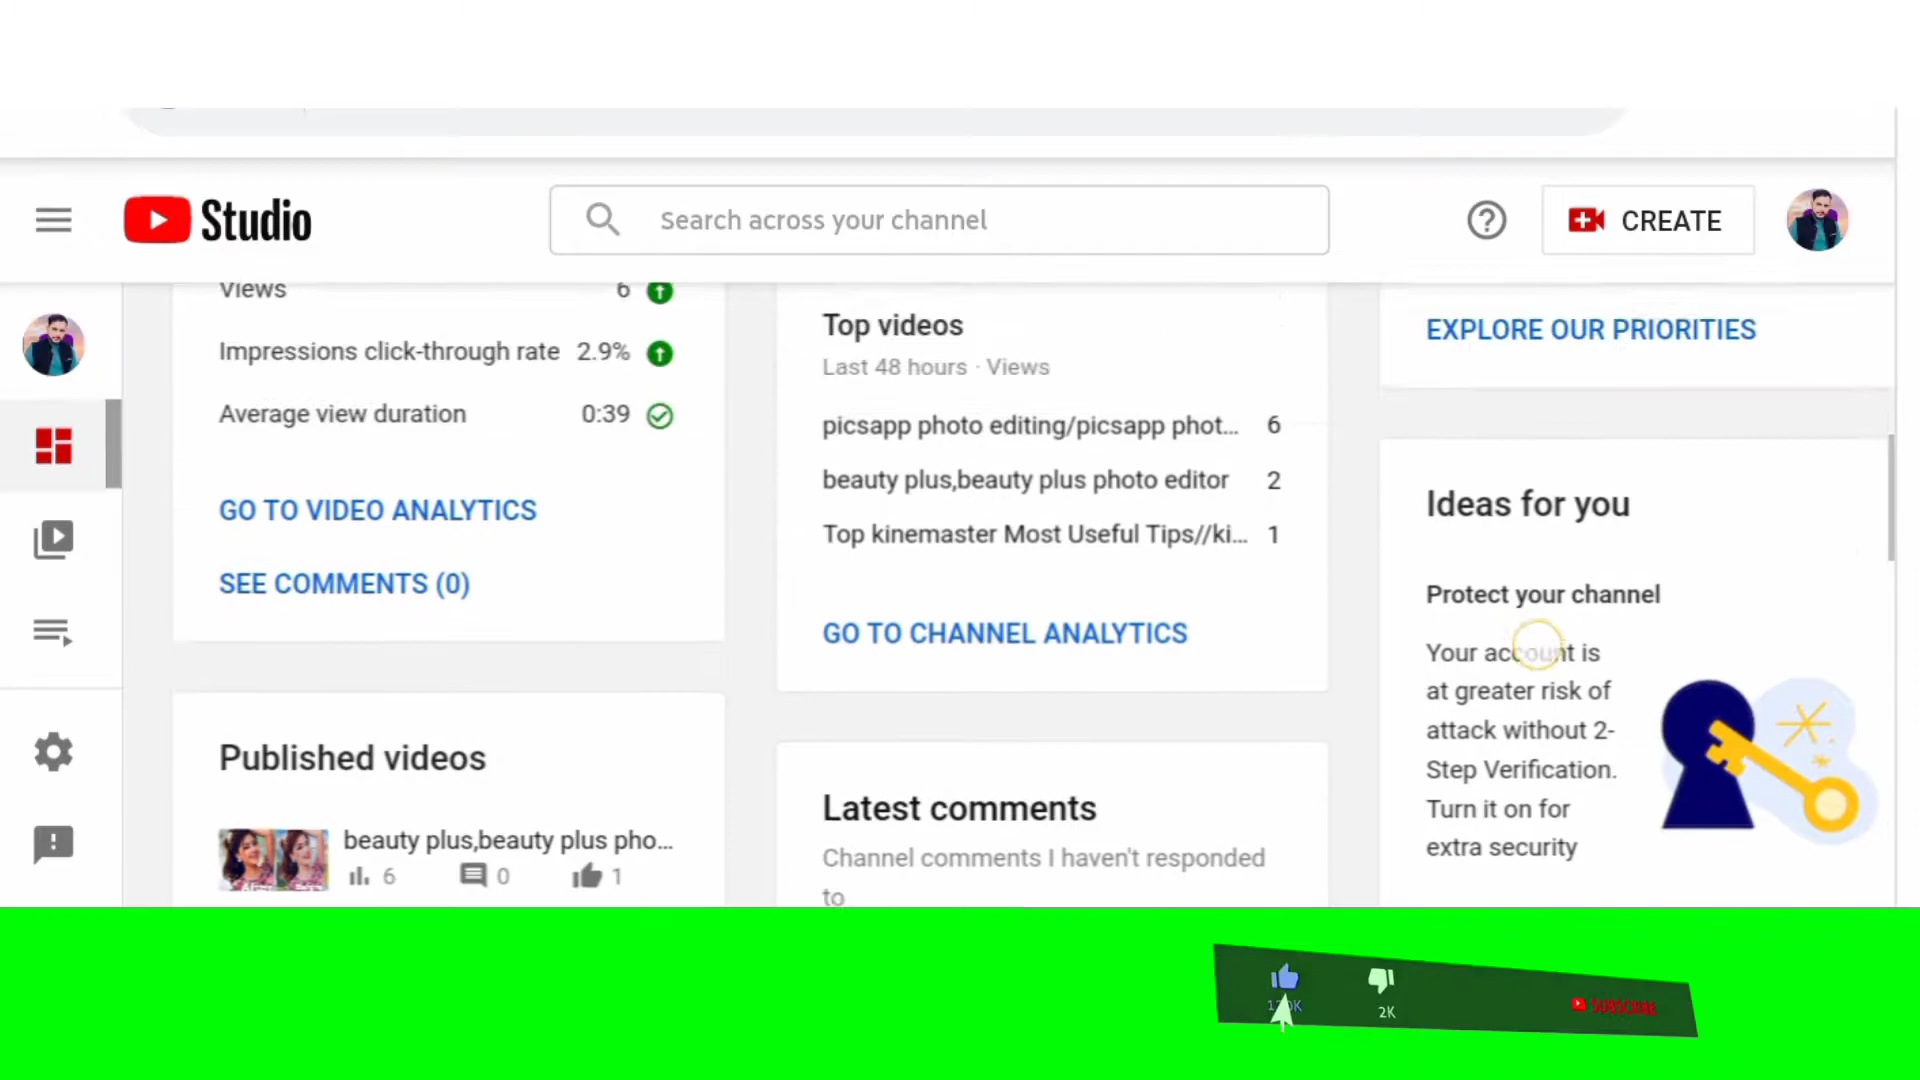 Studio
Search across your channel
CREATE
Views 6
Impressions click-through rate 2.9%
Average view duration 0:39
GO TO VIDEO ANALYTICS
SEE COMMENTS (0)
Published videos
beauty plus,beauty plus pho...
6 0 1
Top videos
Last 48 hours · Views
picsapp photo editing/picsapp phot... 6
beauty plus,beauty plus photo editor 2
Top kinemaster Most Useful Tips//ki... 1
GO TO CHANNEL ANALYTICS
Latest comments
Channel comments I haven't responded
to
EXPLORE OUR PRIORITIES
Ideas for you
Protect your channel
Your account is
at greater risk of
attack without 2-
Step Verification.
Turn it on for
extra security
2K
SUBSCRIBE